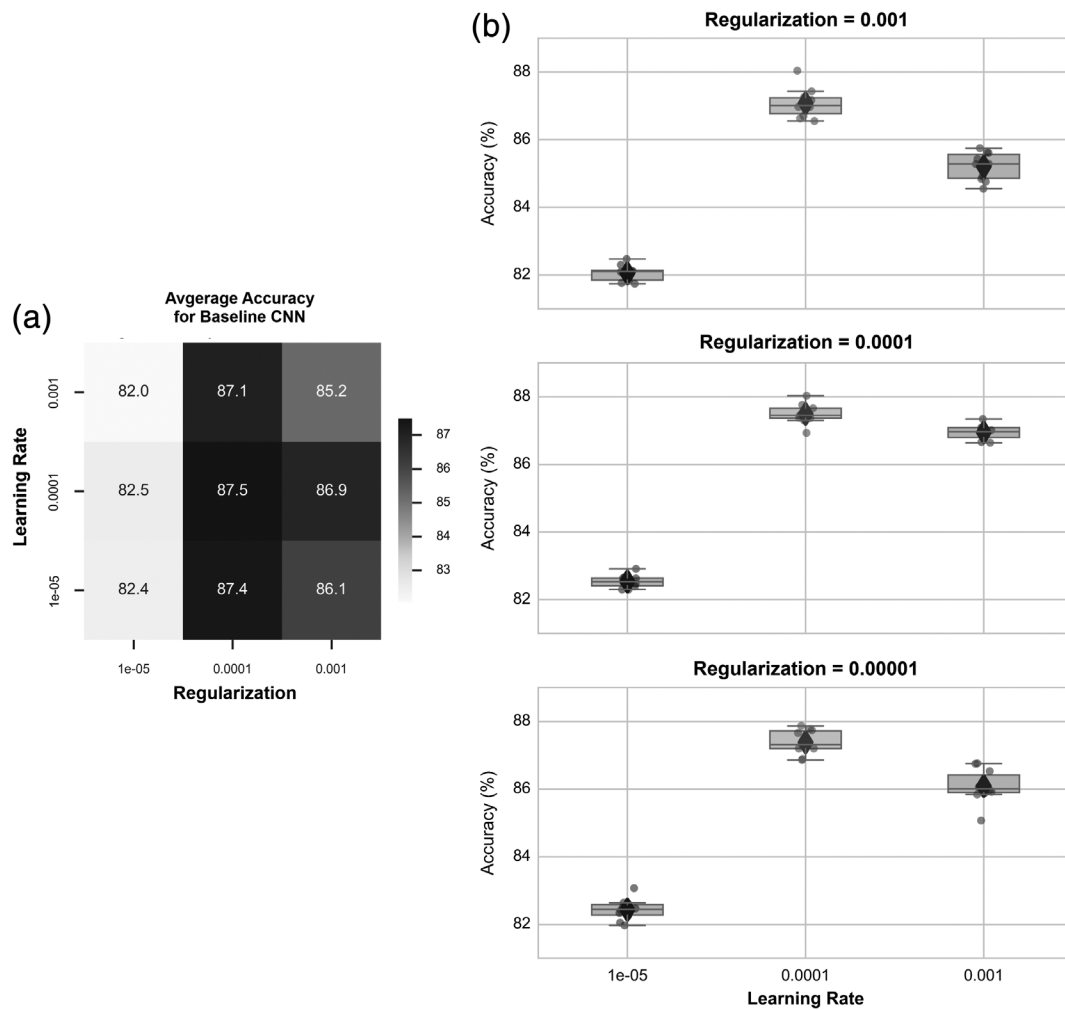 (a)
Avgerage Accuracy
for Baseline CNN
Learning Rate
0.001
82.0
87.1
85.2
0.0001
82.5
87.5
86.9
1e-05
82.4
87.4
86.1
1e-05
0.0001
0.001
Regularization
87
86
85
84
83
(b)
Regularization = 0.001
Accuracy (%)
88
86
84
82
Regularization = 0.0001
Accuracy (%)
88
86
84
82
Regularization = 0.00001
Accuracy (%)
88
86
84
82
1e-05
0.0001
0.001
Learning Rate